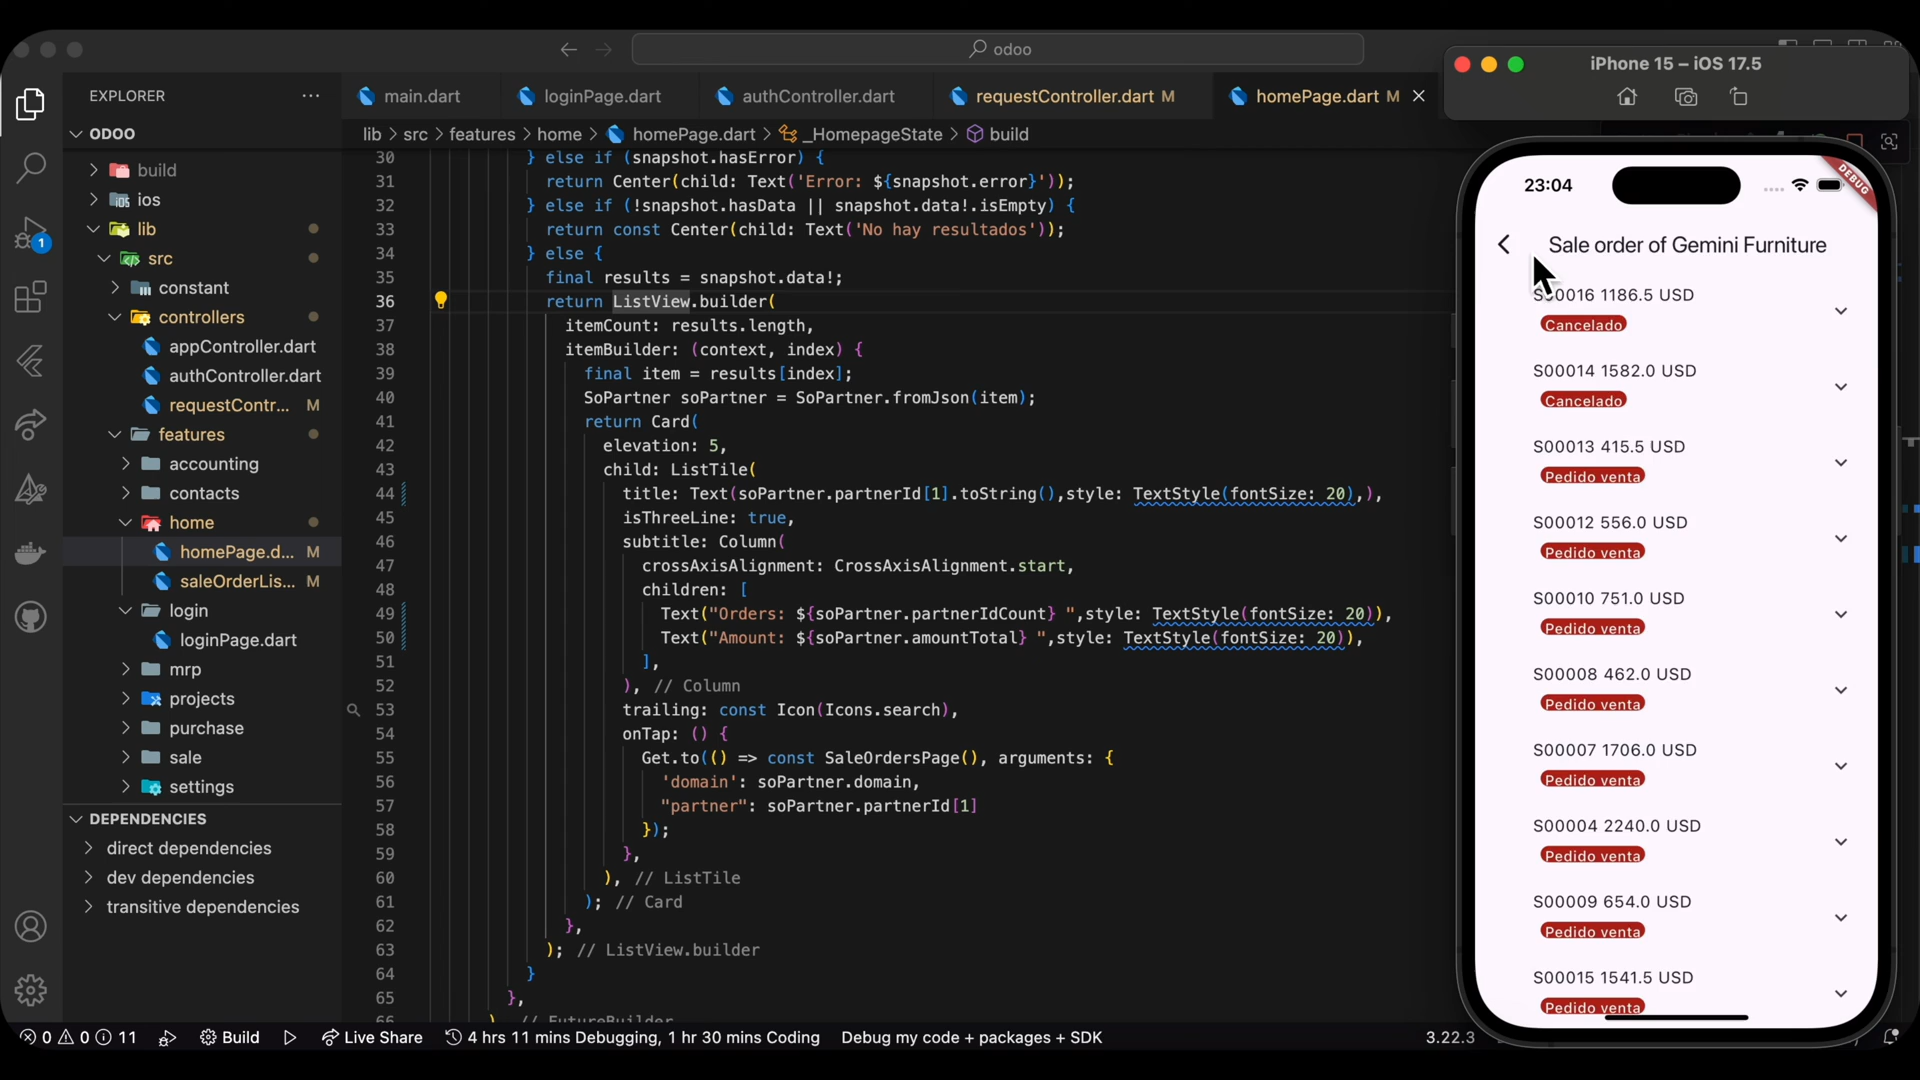 odoo
EXPLORER
...
main.dart
loginPage.dart
authController.dart
requestController.dart M
homePage.dart M
ODOO
build
ios
lib
src
constant
controllers
appController.dart
authController.dart
requestContr... M
features
accounting
contacts
home
homePage.d... M
saleOrderLis... M
login
loginPage.dart
mrp
projects
purchase
sale
settings
DEPENDENCIES
direct dependencies
dev dependencies
transitive dependencies
1
lib > src > features > home > homePage.dart > _HomepageState > build
30 } else if (snapshot.hasError) {
31 return Center(child: Text('Error: ${snapshot.error}'));
32 } else if (!snapshot.hasData || snapshot.data!.isEmpty) {
33 return const Center(child: Text('No hay resultados'));
34 } else {
35 final results = snapshot.data!;
36 return ListView.builder(
37 itemCount: results.length,
38 itemBuilder: (context, index) {
39 final item = results[index];
40 SoPartner soPartner = SoPartner.fromJson(item);
41 return Card(
42 elevation: 5,
43 child: ListTile(
44 title: Text(soPartner.partnerId[1].toString(),style: TextStyle(fontSize: 20),),
45 isThreeLine: true,
46 subtitle: Column(
47 crossAxisAlignment: CrossAxisAlignment.start,
48 children: [
49 Text("Orders: ${soPartner.partnerIdCount} ",style: TextStyle(fontSize: 20)),
50 Text("Amount: ${soPartner.amountTotal} ",style: TextStyle(fontSize: 20)),
51 ],
52 ), // Column
53 trailing: const Icon(Icons.search),
54 onTap: () {
55 Get.to(() => const SaleOrdersPage(), arguments: {
56 'domain': soPartner.domain,
57 "partner": soPartner.partnerId[1]
58 });
59 },
60 ), // ListTile
61 ); // Card
62 },
63 ); // ListView.builder
64 }
65 },
66 ) // FutureBuilder
0 0 11
Build
Live Share
4 hrs 11 mins Debugging, 1 hr 30 mins Coding
Debug my code + packages + SDK
3.22.3
iPhone 15 – iOS 17.5
23:04
DEBUG
Sale order of Gemini Furniture
S00016 1186.5 USD
Cancelado
S00014 1582.0 USD
Cancelado
S00013 415.5 USD
Pedido venta
S00012 556.0 USD
Pedido venta
S00010 751.0 USD
Pedido venta
S00008 462.0 USD
Pedido venta
S00007 1706.0 USD
Pedido venta
S00004 2240.0 USD
Pedido venta
S00009 654.0 USD
Pedido venta
S00015 1541.5 USD
Pedido venta